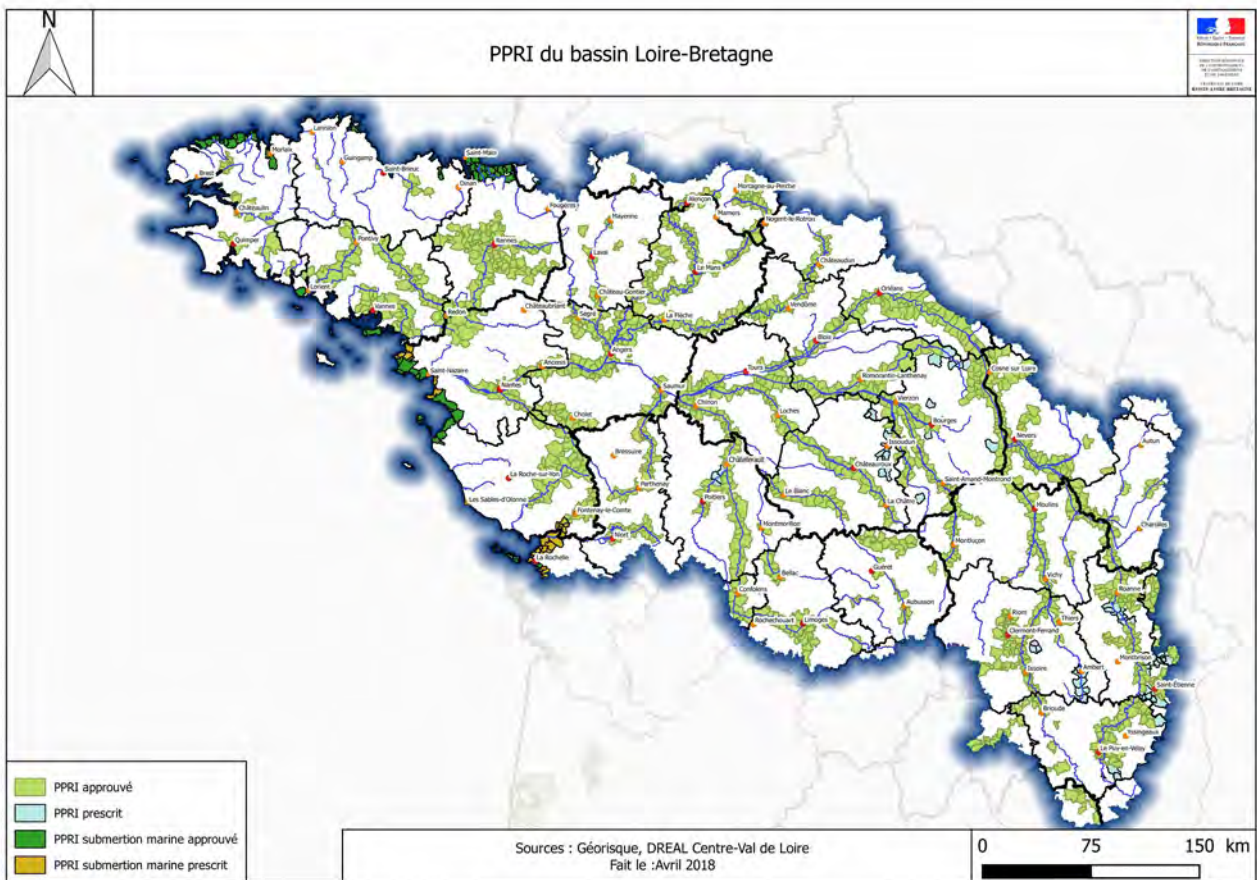 N
PPRI du bassin Loire-Bretagne
RÉPUBLIQUE FRANÇAISE
BASSIN LOIRE-BRETAGNE
Lannion
Morlaix
Guingamp
Saint-Malo
Brest
Saint-Brieuc
Dinan
Châteaulin
Fougères
Mayenne
Alençon
Mortagne-au-Perche
Mamers
Nogent-le-Rotrou
Quimper
Pontivy
Rennes
Laval
Le Mans
Châteaudun
Lorient
Vannes
Redon
Châteaubriant
Château-Gontier
Segré
La Flèche
Vendôme
Orléans
Blois
Angers
Ancenis
Saint-Nazaire
Nantes
Saumur
Tours
Romorantin-Lanthenay
Cosne sur Loire
Chinon
Vierzon
Cholet
Loches
Bourges
Nevers
Autun
Bressuire
Châtellerault
Issoudun
La Roche-sur-Yon
Parthenay
Poitiers
Châteauroux
Saint-Amand-Montrond
Les Sables-d'Olonne
Le Blanc
La Châtre
Moulins
Fontenay-le-Comte
Montmorillon
Charolles
Niort
Montluçon
La Rochelle
Bellac
Guéret
Vichy
Confolens
Aubusson
Roanne
Rochechouart
Limoges
Riom
Thiers
Clermont-Ferrand
Ambert
Montbrison
Issoire
Saint-Étienne
Brioude
Yssingeaux
Le Puy-en-Velay
PPRI approuvé
PPRI prescrit
PPRI submertion marine approuvé
PPRI submertion marine prescrit
Sources : Géorisque, DREAL Centre-Val de Loire
Fait le :Avril 2018
0 75 150 km